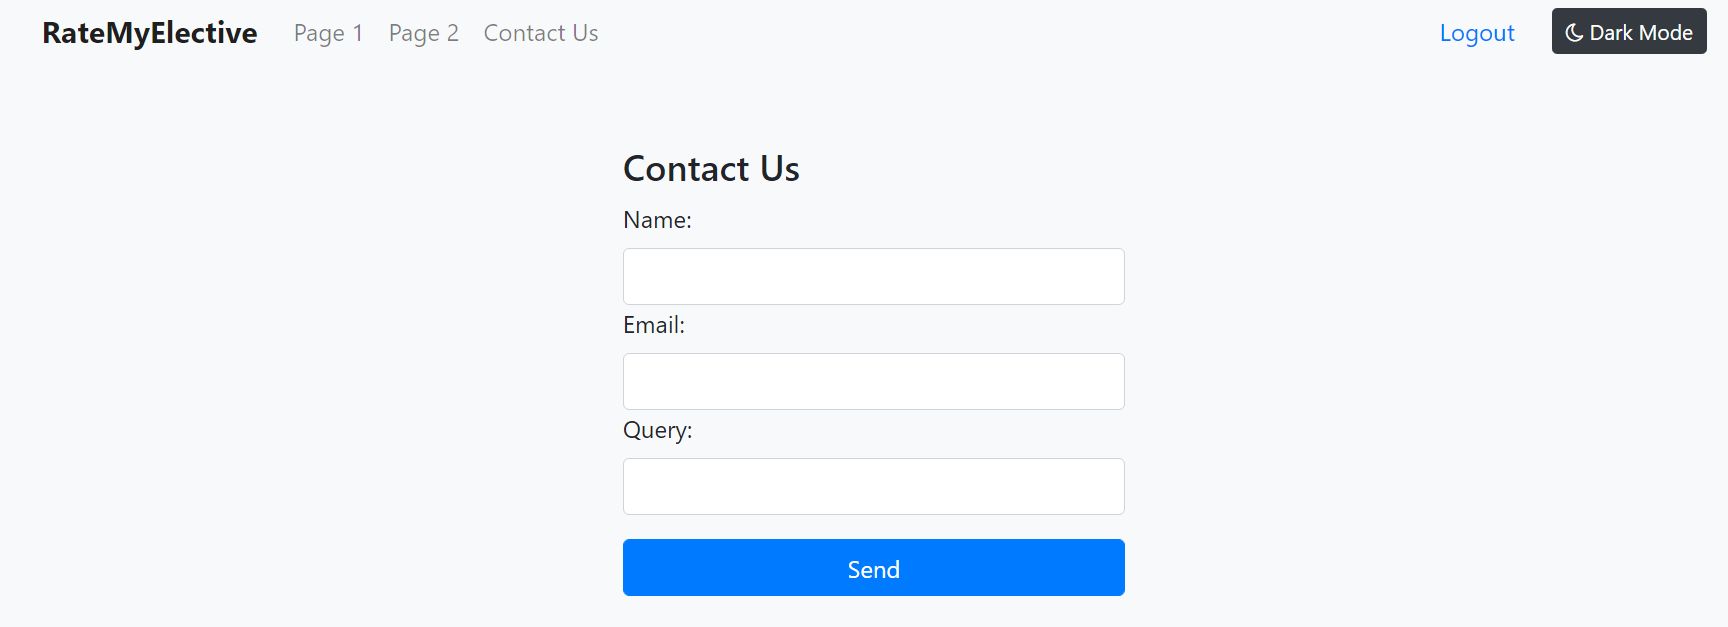 RateMyElective Page 1 Page 2 Contact Us Logout Dark Mode
Contact Us
Name:
Email:
Query:
Send